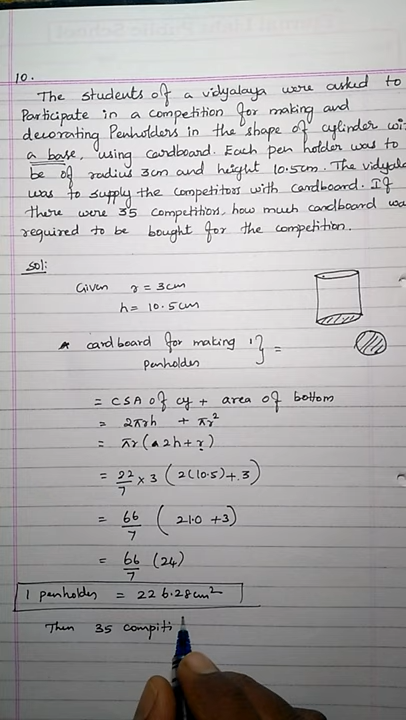 10.
The students of a vidyalaya were asked to
Participate in a competition for making and
decorating Penholders in the shape of cylinder wi
a base, using cardboard. Each pen holder was to
be of radius 3cm and height 10.5cm. The vidyala
was to supply the competitors with cardboard. If
there were 35 competitiors, how much cardboard wa
required to be bought for the competition.
Sol:
Given r = 3cm
h = 10.5cm
card board for making 1 } =
Penholder
= CSA of cy + area of bottom
= 2πrh + πr²
= πr(2h+r)
= 22/7 × 3 (2(10.5)+3)
= 66/7 (21.0 +3)
= 66/7 (24)
1 penholder = 226.28cm²
Then 35 compiti